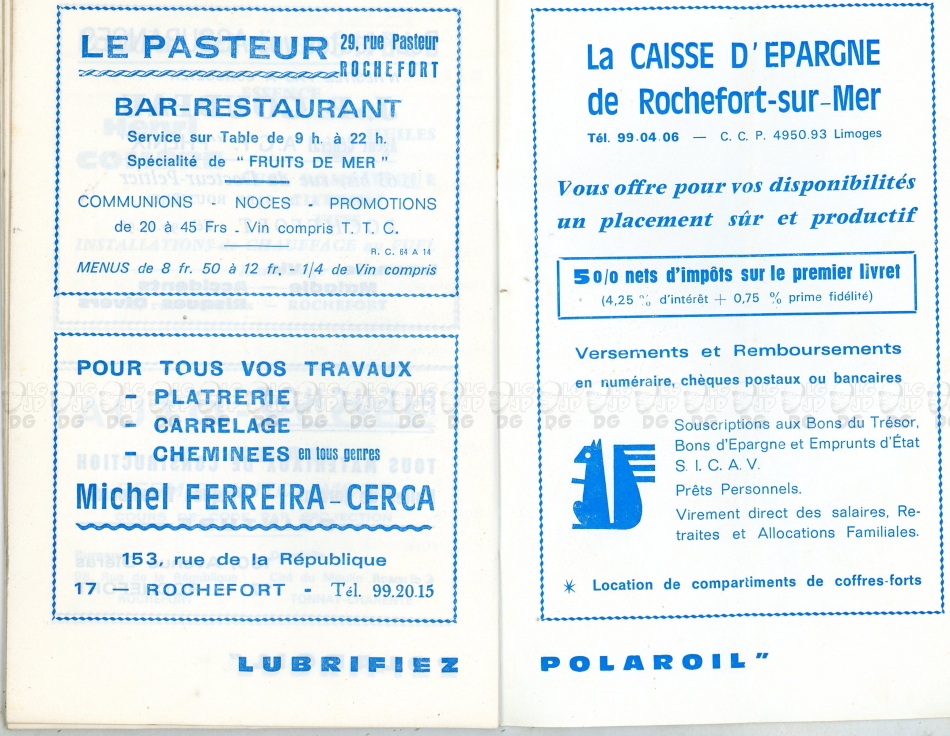 LE PASTEUR
29, rue Pasteur
ROCHEFORT
BAR-RESTAURANT
Service sur Table de 9 h. à 22 h.
Spécialité de " FRUITS DE MER "
COMMUNIONS - NOCES - PROMOTIONS
de 20 à 45 Frs - Vin compris T. T. C.
R. C. 64 A 14
MENUS de 8 fr. 50 à 12 fr. - 1/4 de Vin compris
POUR TOUS VOS TRAVAUX
- PLATRERIE
- CARRELAGE
- CHEMINEES en tous genres
Michel FERREIRA-CERCA
153, rue de la République
17 — ROCHEFORT - Tél. 99.20.15
LUBRIFIEZ
La CAISSE D'EPARGNE
de Rochefort-sur-Mer
Tél. 99.04.06 — C. C. P. 4950.93 Limoges
Vous offre pour vos disponibilités
un placement sûr et productif
5 o/o nets d'impôts sur le premier livret
(4,25 % d'intérêt + 0,75 % prime fidélité)
Versements et Remboursements
en numéraire, chèques postaux ou bancaires
Souscriptions aux Bons du Trésor,
Bons d'Epargne et Emprunts d'État
S. I. C. A. V.
Prêts Personnels.
Virement direct des salaires, Re-
traites et Allocations Familiales.
* Location de compartiments de coffres-forts
POLAROIL"